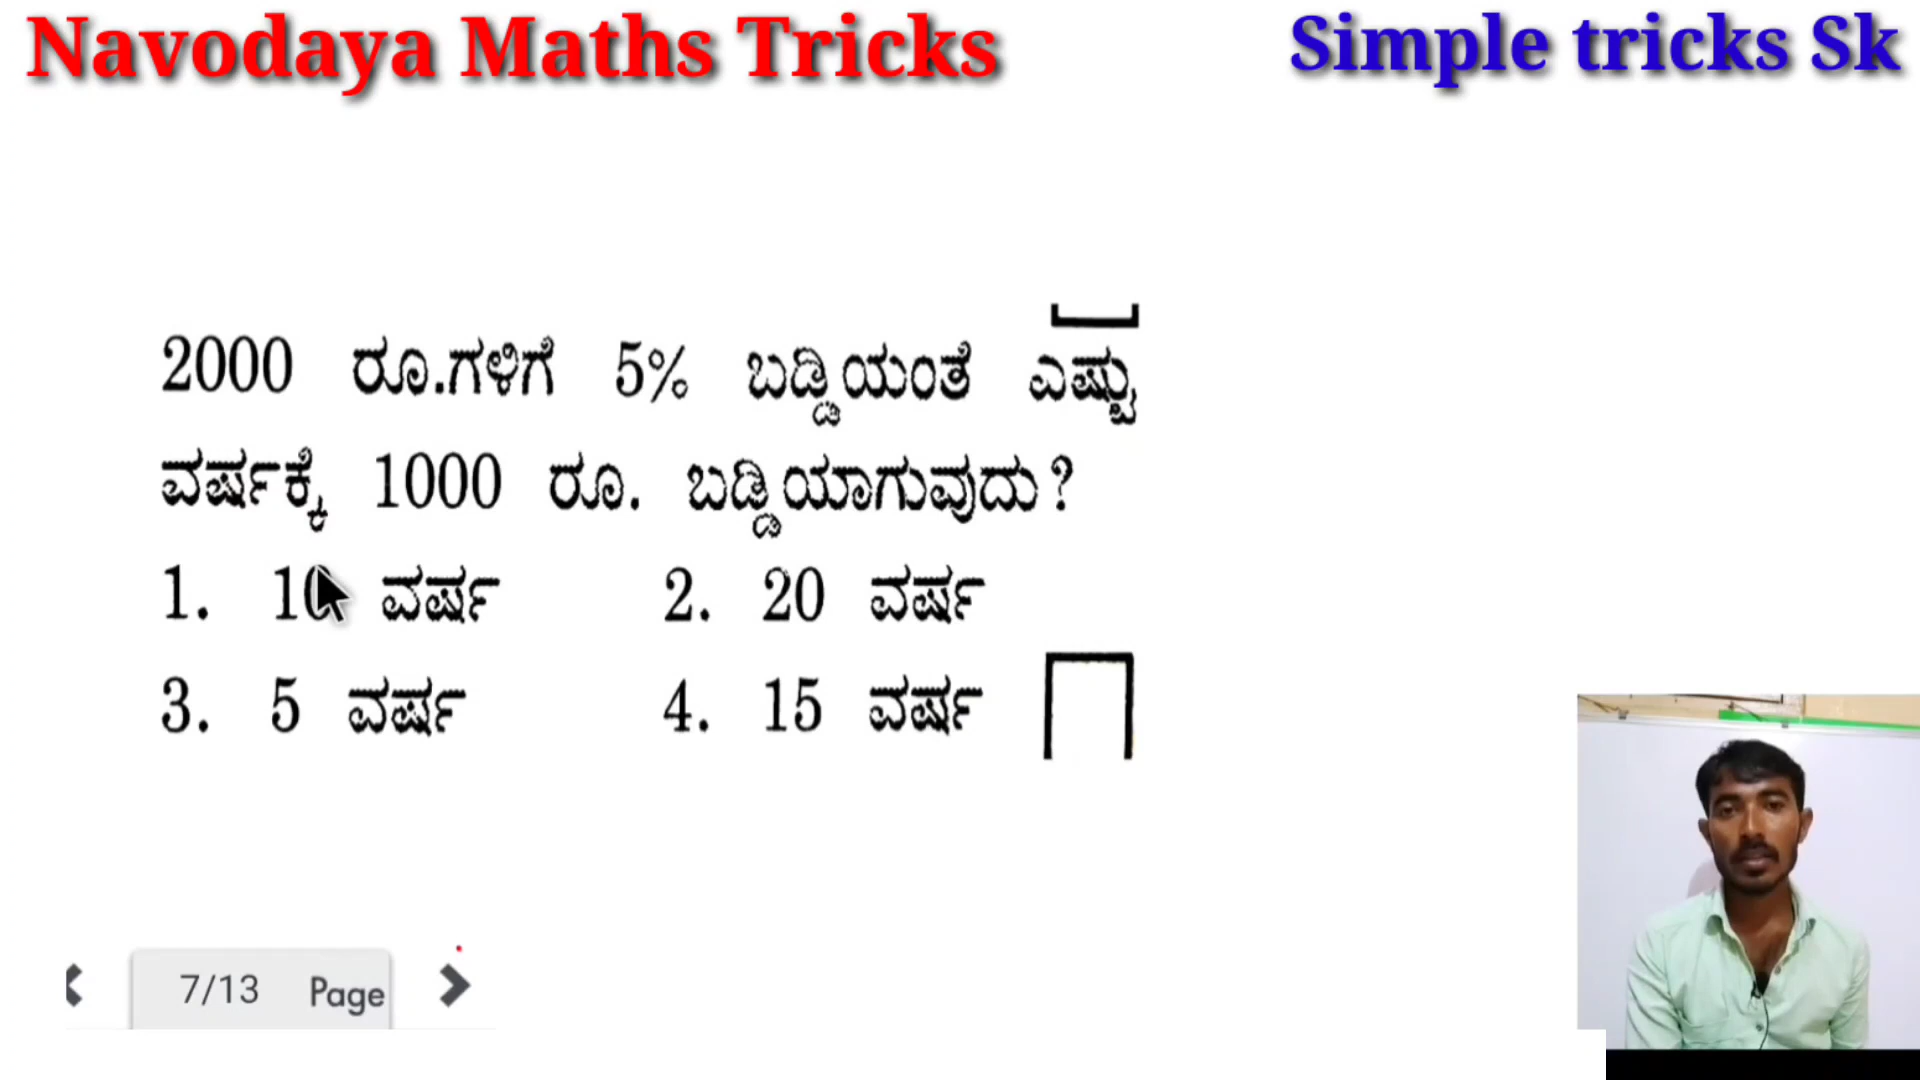 Navodaya Maths Tricks
Simple tricks Sk
2000 ರೂ.ಗಳಿಗೆ 5% ಬಡ್ಡಿಯಂತೆ ಎಷ್ಟು
ವರ್ಷಕ್ಕೆ 1000 ರೂ. ಬಡ್ಡಿಯಾಗುವುದು?
1. 10 ವರ್ಷ 2. 20 ವರ್ಷ
3. 5 ವರ್ಷ 4. 15 ವರ್ಷ
7/13 Page